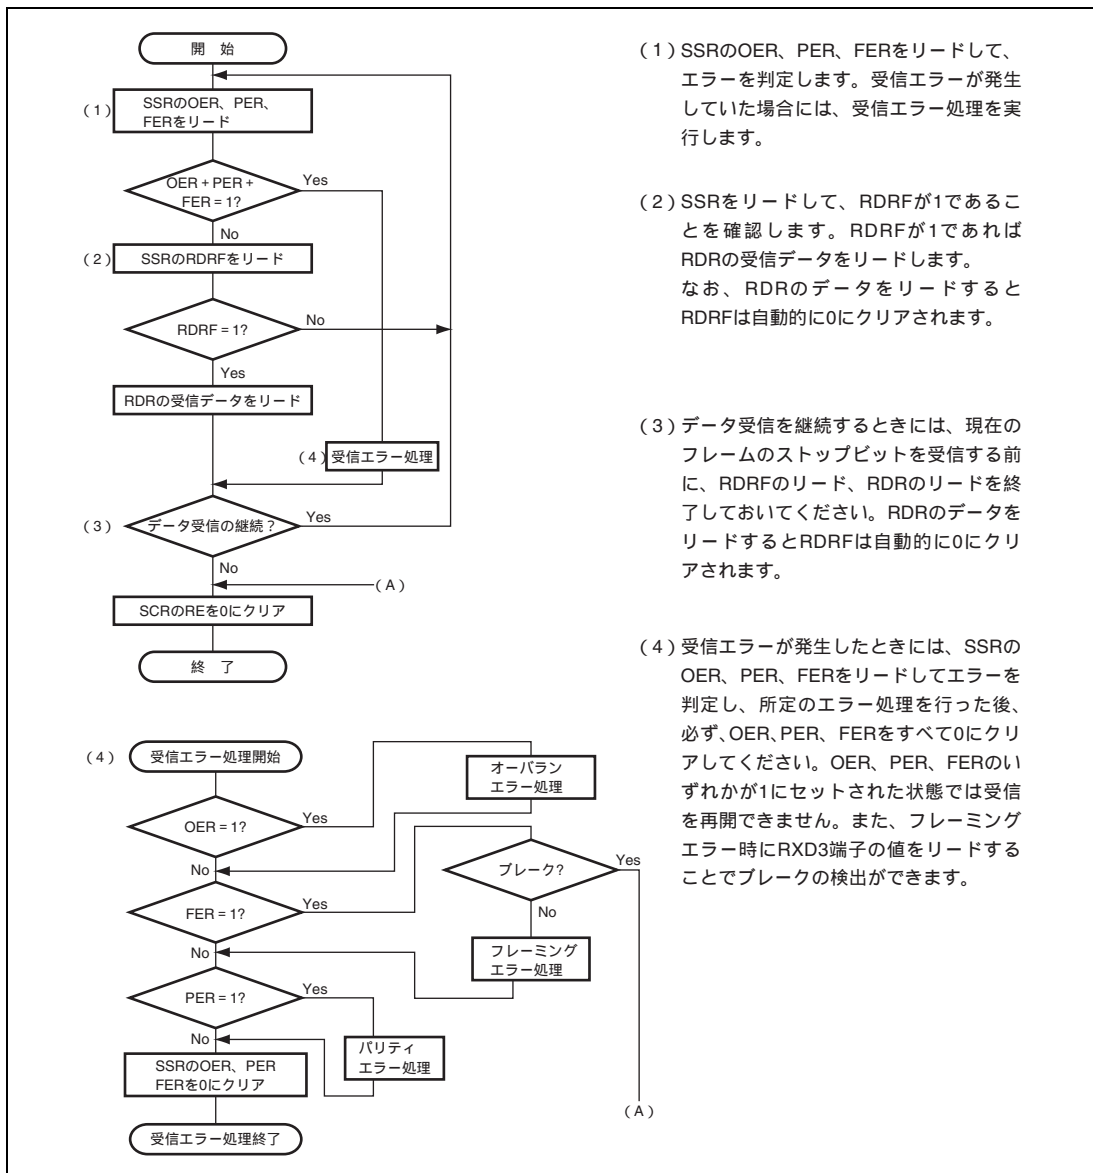 開 始
(1)
SSRのOER、PER、
FERをリード
OER + PER +
FER = 1?
Yes
No
(2)
SSRのRDRFをリード
RDRF = 1?
No
Yes
RDRの受信データをリード
(4)
受信エラー処理
(3)
データ受信の継続?
Yes
No
(A)
SCRのREを0にクリア
終 了
(1)SSRのOER、PER、FERをリードして、
エラーを判定します。受信エラーが発生
していた場合には、受信エラー処理を実
行します。
(2)SSRをリードして、RDRFが1であるこ
とを確認します。RDRFが1であれば
RDRの受信データをリードします。
なお、RDRのデータをリードすると
RDRFは自動的に0にクリアされます。
(3)データ受信を継続するときには、現在の
フレームのストップビットを受信する前
に、RDRFのリード、RDRのリードを終
了しておいてください。RDRのデータを
リードするとRDRFは自動的に0にクリ
アされます。
(4)受信エラーが発生したときには、SSRの
OER、PER、FERをリードしてエラーを
判定し、所定のエラー処理を行った後、
必ず、OER、PER、FERをすべて0にクリ
アしてください。OER、PER、FERのい
ずれかが1にセットされた状態では受信
を再開できません。また、フレーミング
エラー時にRXD3端子の値をリードする
ことでブレークの検出ができます。
(4)
受信エラー処理開始
OER = 1?
Yes
オーバラン
エラー処理
No
FER = 1?
Yes
ブレーク?
Yes
No
フレーミング
エラー処理
No
PER = 1?
Yes
パリティ
エラー処理
No
SSRのOER、PER
FERを0にクリア
(A)
受信エラー処理終了